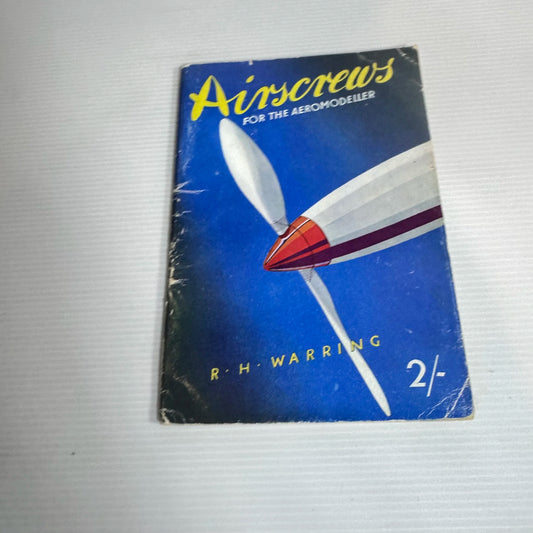 Airscrews
FOR THE AEROMODELLER
R · H · WARRING
2/-